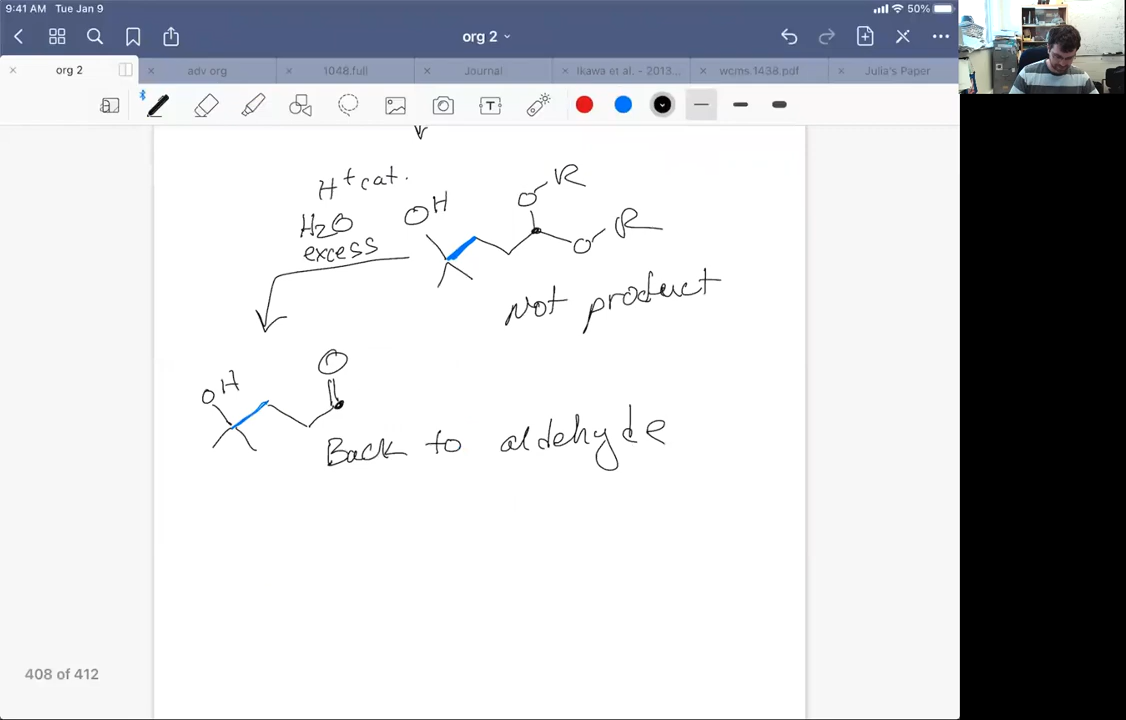 9:41 AM Tue Jan 9
50%
org 2
org 2
adv org
1048.full
Journal
Ikawa et al. - 2013...
wcms.1438.pdf
Julia's Paper
T
H+ cat.
H2O
excess
OH
O R
O R
Not product
OH
O
Back to aldehyde
408 of 412